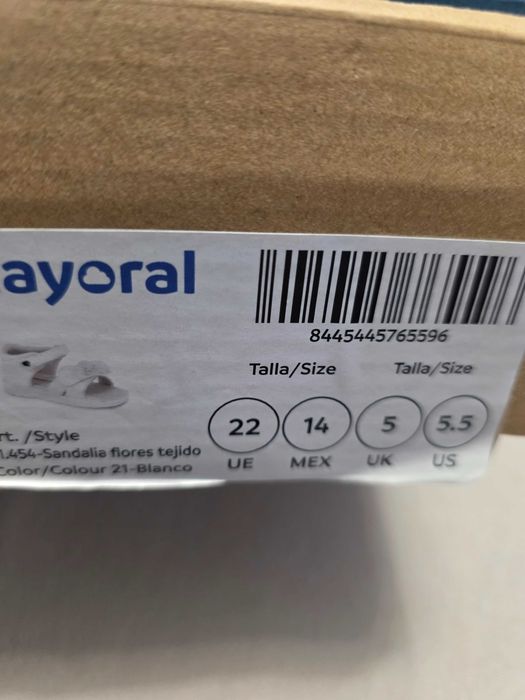 ayoral
8445445765596
Talla/Size Talla/Size
22 14 5 5.5
UE MEX UK US
rt. /Style
1.454-Sandalia flores tejido
Color/Colour 21-Blanco